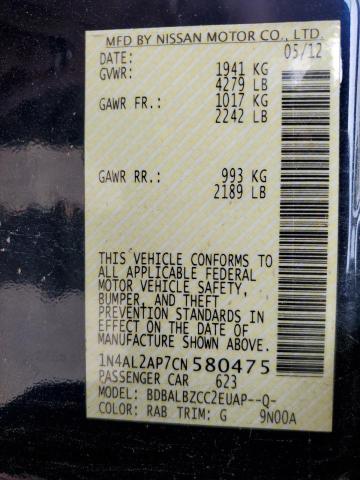 MFD BY NISSAN MOTOR CO., LTD.
DATE: 05/12
GVWR: 1941 KG
4279 LB
GAWR FR.: 1017 KG
2242 LB
GAWR RR.: 993 KG
2189 LB
THIS VEHICLE CONFORMS TO
ALL APPLICABLE FEDERAL
MOTOR VEHICLE SAFETY,
BUMPER, AND THEFT
PREVENTION STANDARDS IN
EFFECT ON THE DATE OF
MANUFACTURE SHOWN ABOVE.
1N4AL2AP7CN580475
PASSENGER CAR 623
MODEL: BDBALBZCC2EUAP--Q-
COLOR: RAB TRIM: G 9N00A